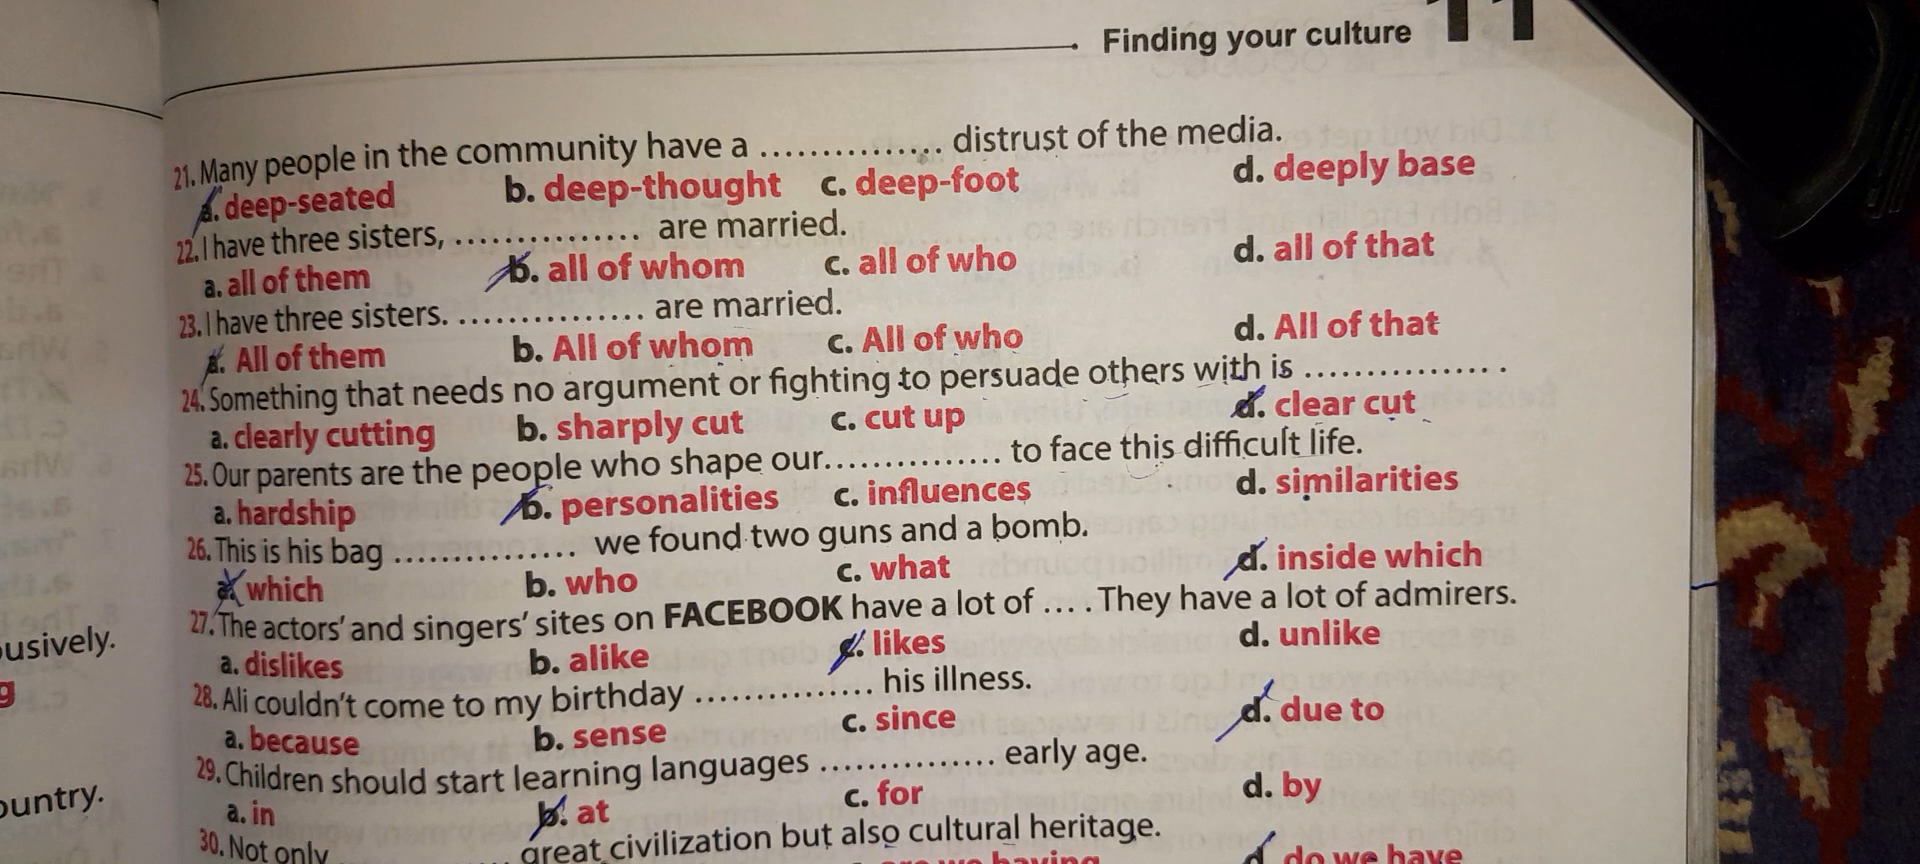 Finding your culture 11
21. Many people in the community have a ............... distrust of the media.
a. deep-seated b. deep-thought c. deep-foot d. deeply base
22. I have three sisters, ............... are married.
a. all of them b. all of whom c. all of who d. all of that
23. I have three sisters. ............... are married.
a. All of them b. All of whom c. All of who d. All of that
24. Something that needs no argument or fighting to persuade others with is ................
a. clearly cutting b. sharply cut c. cut up d. clear cut
25. Our parents are the people who shape our............... to face this difficult life.
a. hardship b. personalities c. influences d. similarities
26. This is his bag ............... we found two guns and a bomb.
a. which b. who c. what d. inside which
27. The actors' and singers' sites on FACEBOOK have a lot of .... They have a lot of admirers.
a. dislikes b. alike c. likes d. unlike
28. Ali couldn't come to my birthday ............... his illness.
a. because b. sense c. since d. due to
29. Children should start learning languages ............... early age.
a. in b. at c. for d. by
30. Not only great civilization but also cultural heritage.
having d. do we have